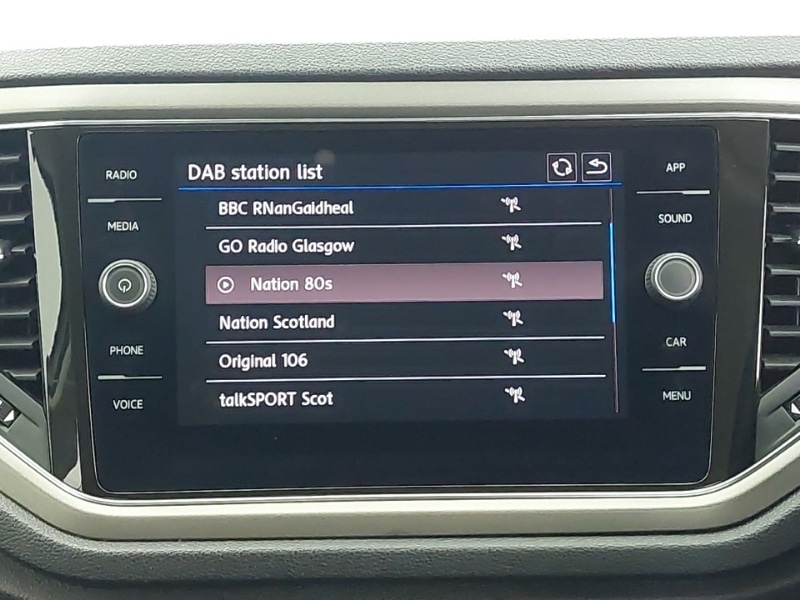 RADIO
MEDIA
PHONE
VOICE
DAB station list
BBC RNanGaidheal
GO Radio Glasgow
Nation 80s
Nation Scotland
Original 106
talkSPORT Scot
APP
SOUND
CAR
MENU